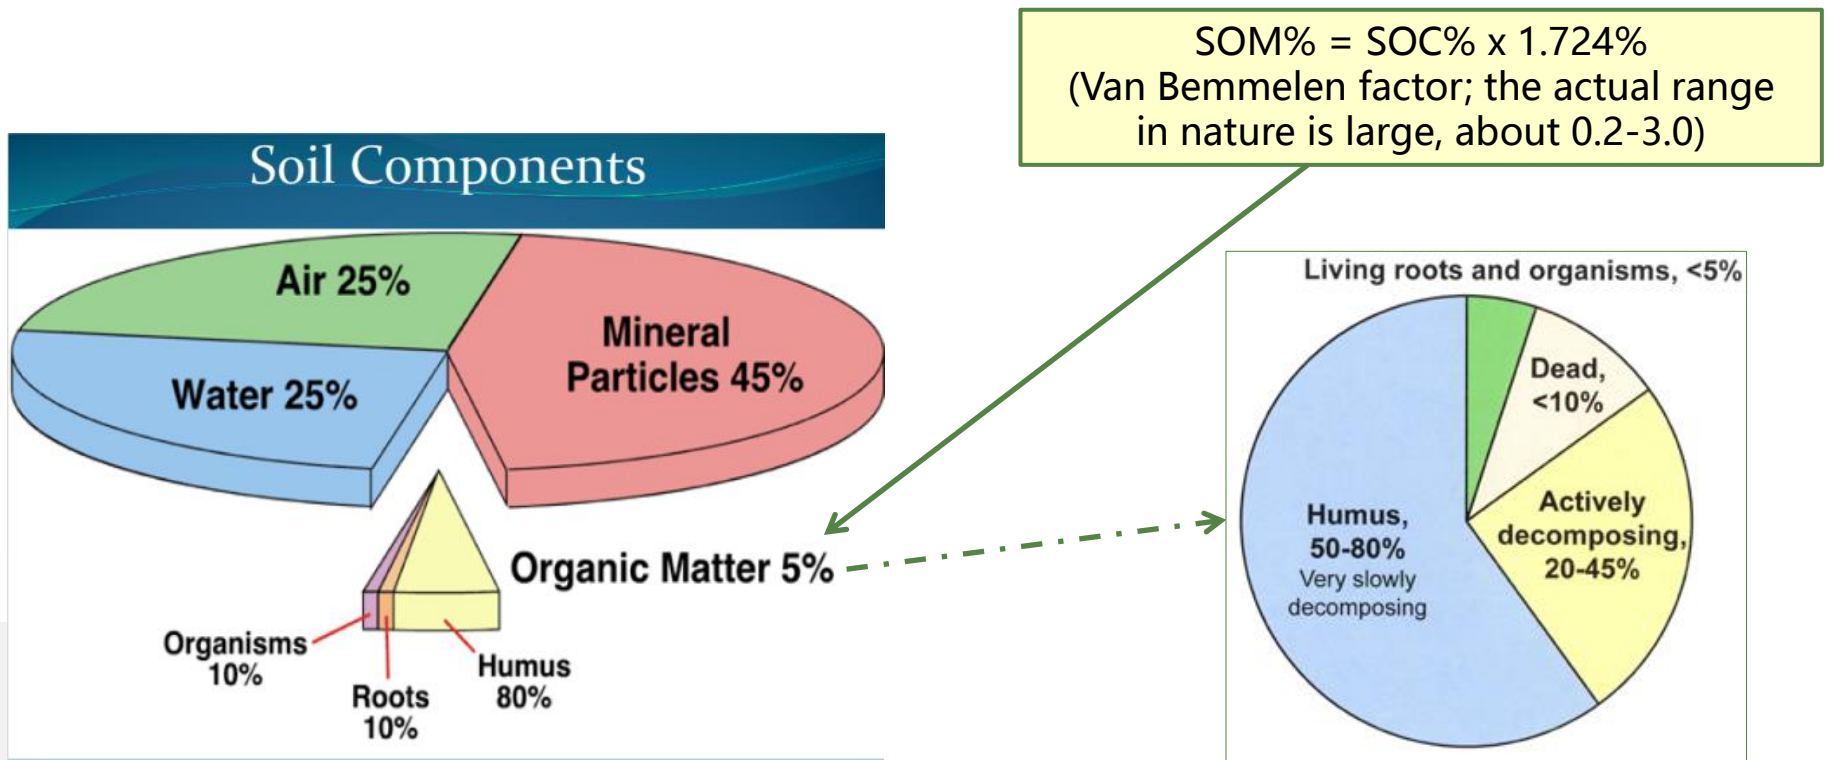 SOM% = SOC% x 1.724%
(Van Bemmelen factor; the actual range
in nature is large, about 0.2-3.0)
Soil Components
Air 25%
Mineral
Particles 45%
Water 25%
Organic Matter 5%
Organisms
10%
Roots
10%
Humus
80%
Living roots and organisms, <5%
Dead,
<10%
Actively
decomposing,
20-45%
Humus,
50-80%
Very slowly
decomposing